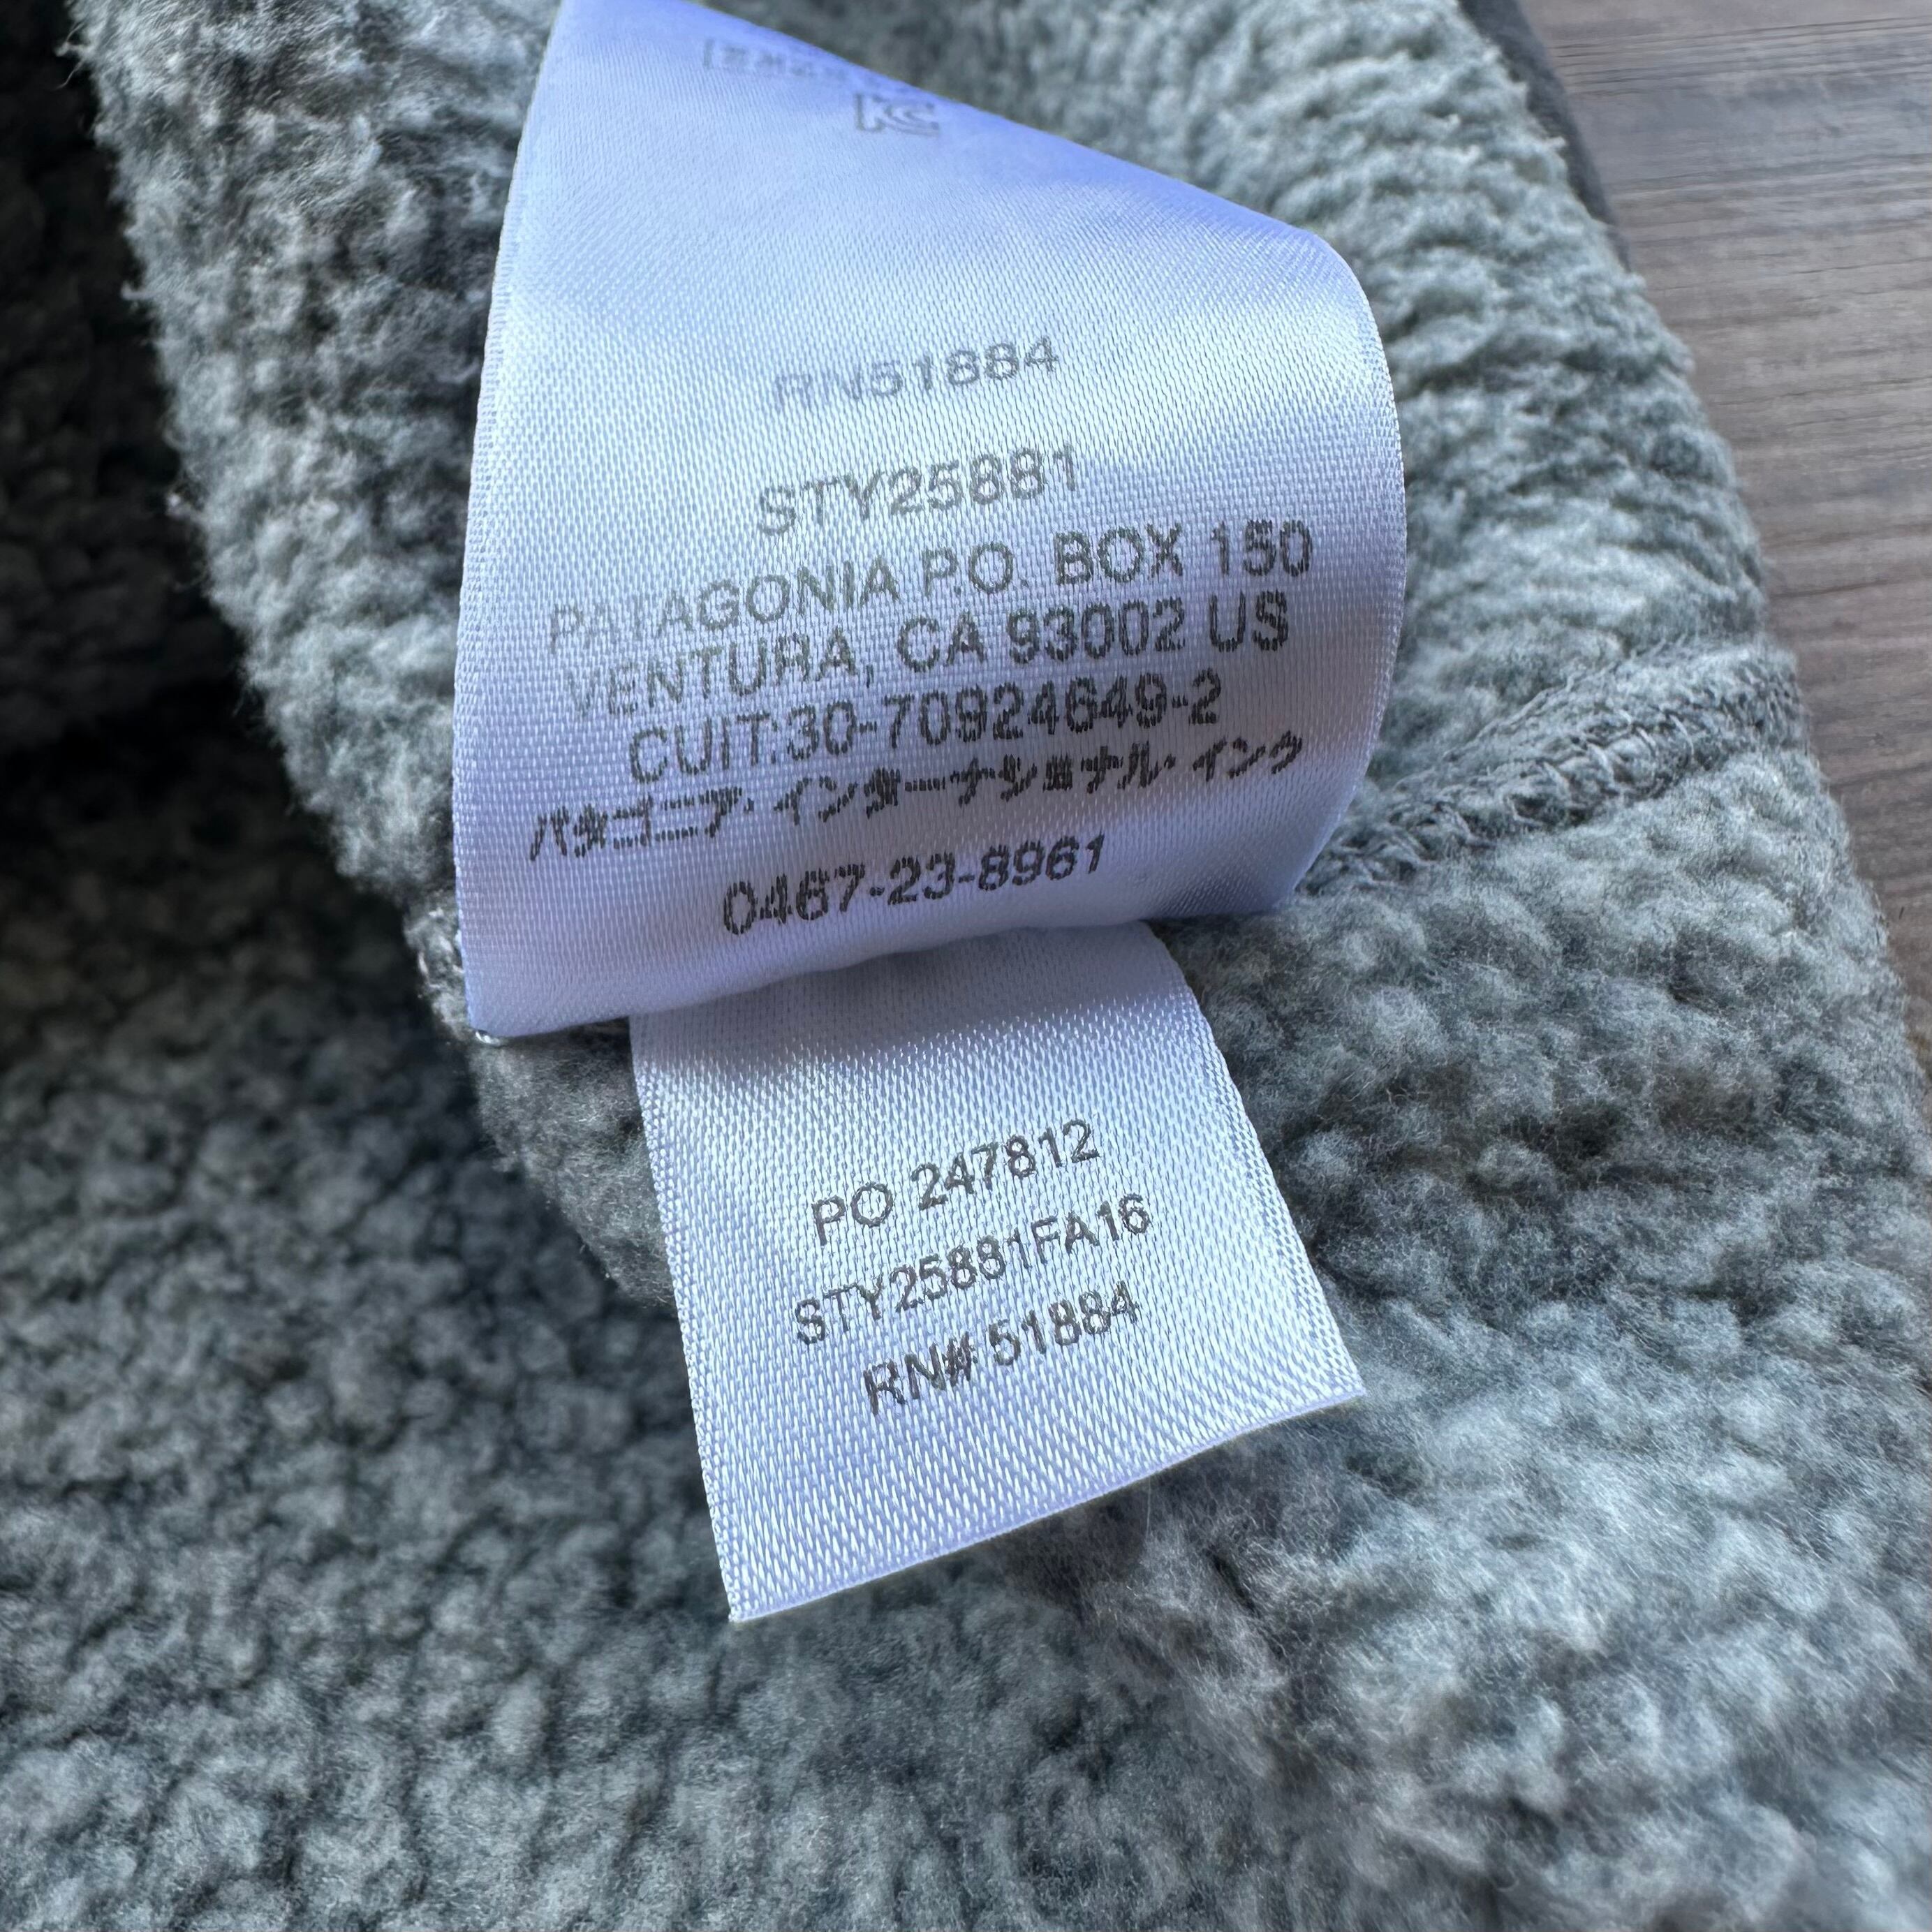 KC
RN51884
STY25881
PATAGONIA P.O. BOX 150
VENTURA, CA 93002 US
CUIT:30-70924649-2
パタゴニア・インターナショナル・インク
0467-23-8961
PO 247812
STY25881FA16
RN# 51884